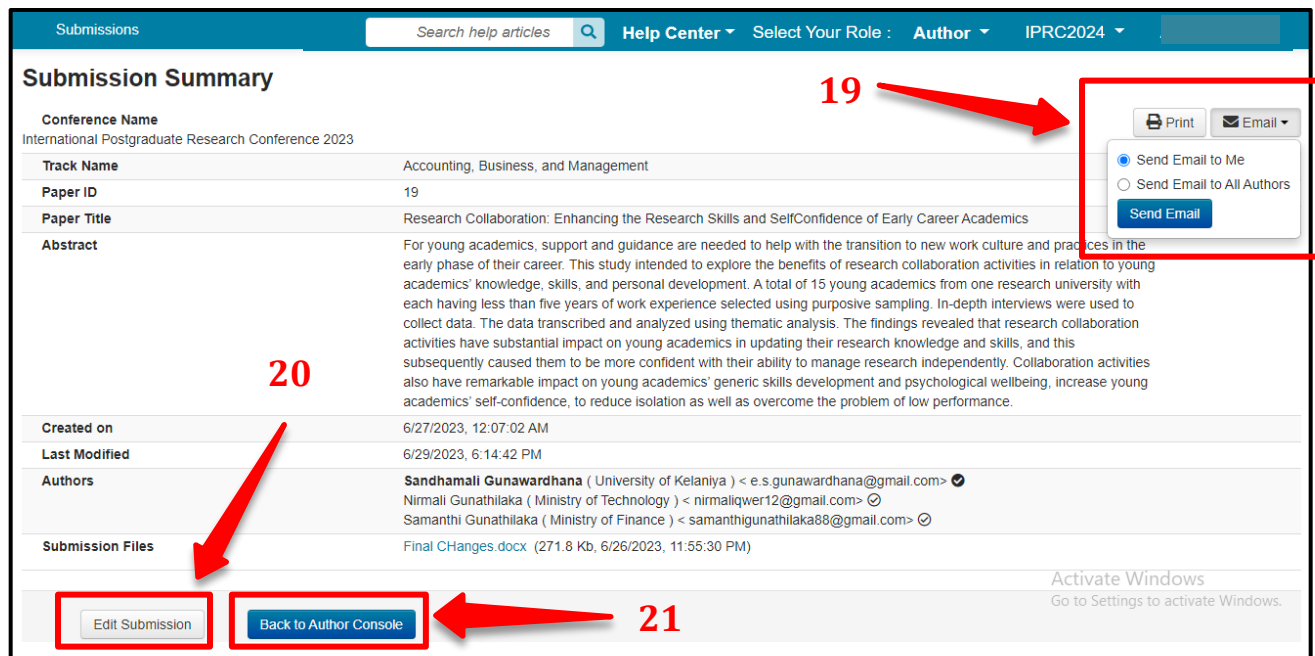 Submissions
Search help articles
Help Center
Select Your Role :
Author
IPRC2024
Submission Summary
19
Print
Email
Send Email to Me
Send Email to All Authors
Send Email
Conference Name
International Postgraduate Research Conference 2023
Track Name
Accounting, Business, and Management
Paper ID
19
Paper Title
Research Collaboration: Enhancing the Research Skills and SelfConfidence of Early Career Academics
Abstract
For young academics, support and guidance are needed to help with the transition to new work culture and practices in the
early phase of their career. This study intended to explore the benefits of research collaboration activities in relation to young
academics' knowledge, skills, and personal development. A total of 15 young academics from one research university with
each having less than five years of work experience selected using purposive sampling. In-depth interviews were used to
collect data. The data transcribed and analyzed using thematic analysis. The findings revealed that research collaboration
activities have substantial impact on young academics in updating their research knowledge and skills, and this
subsequently caused them to be more confident with their ability to manage research independently. Collaboration activities
also have remarkable impact on young academics' generic skills development and psychological wellbeing, increase young
academics' self-confidence, to reduce isolation as well as overcome the problem of low performance.
20
Created on
6/27/2023, 12:07:02 AM
Last Modified
6/29/2023, 6:14:42 PM
Authors
Sandhamali Gunawardhana ( University of Kelaniya ) < e.s.gunawardhana@gmail.com>
Nirmali Gunathilaka ( Ministry of Technology ) < nirmaliqwer12@gmail.com>
Samanthi Gunathilaka ( Ministry of Finance ) < samanthigunathilaka88@gmail.com>
Submission Files
Final CHanges.docx (271.8 Kb, 6/26/2023, 11:55:30 PM)
Activate Windows
Go to Settings to activate Windows.
Edit Submission
Back to Author Console
21